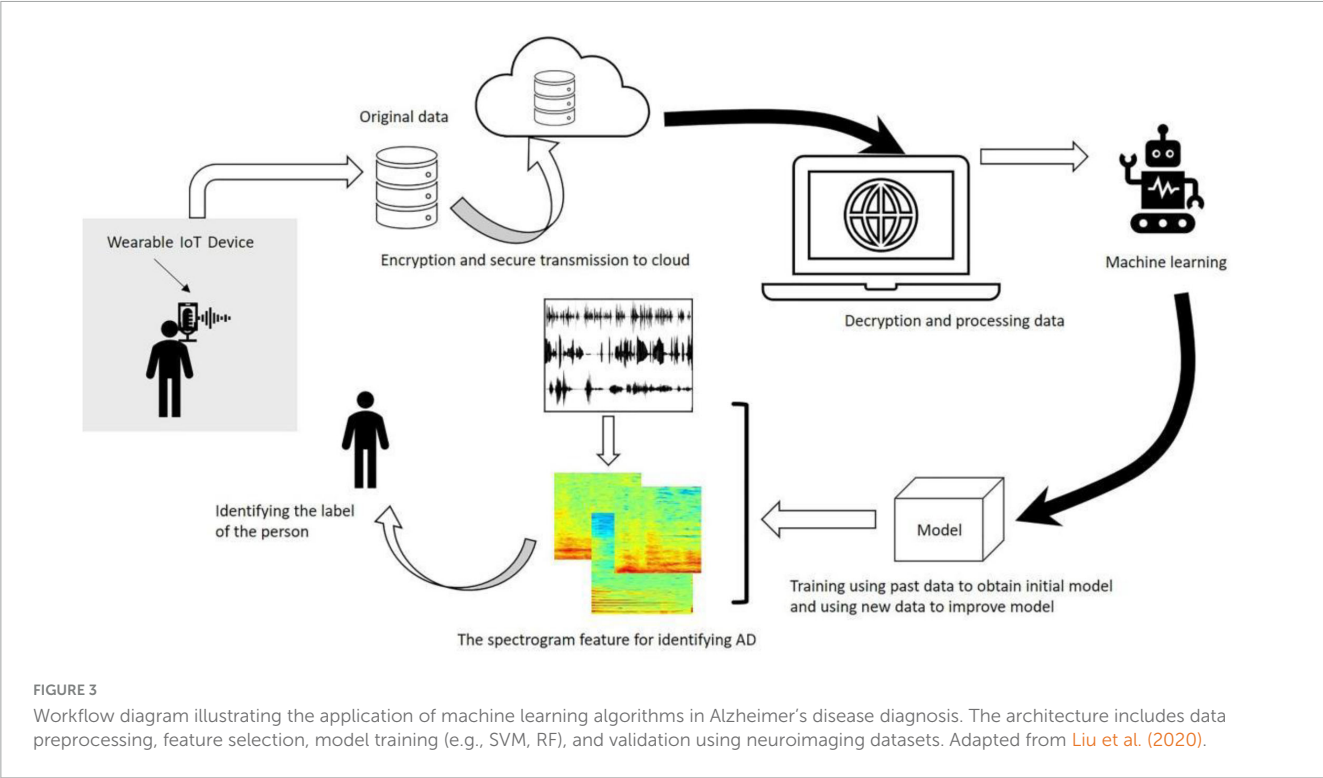 Original data
Wearable IoT Device
Encryption and secure transmission to cloud
Machine learning
Decryption and processing data
Identifying the label
of the person
Model
Training using past data to obtain initial model
and using new data to improve model
The spectrogram feature for identifying AD
FIGURE 3
Workflow diagram illustrating the application of machine learning algorithms in Alzheimer's disease diagnosis. The architecture includes data
preprocessing, feature selection, model training (e.g., SVM, RF), and validation using neuroimaging datasets. Adapted from Liu et al. (2020).